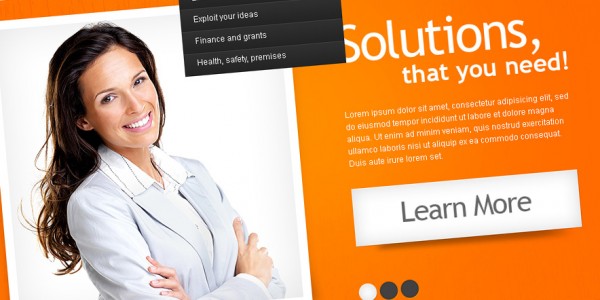 Exploit your ideas
Finance and grants
Health, safety, premises
Solutions,
that you need!
Lorem ipsum dolor sit amet, consectetur adipisicing elit, sed
do eiusmod tempor incididunt ut labore et dolore magna
aliqua. Ut enim ad minim veniam, quis nostrud exercitation
ullamco laboris nisi ut aliquip ex ea commodo consequat.
Duis aute irure lorem set.
Learn More